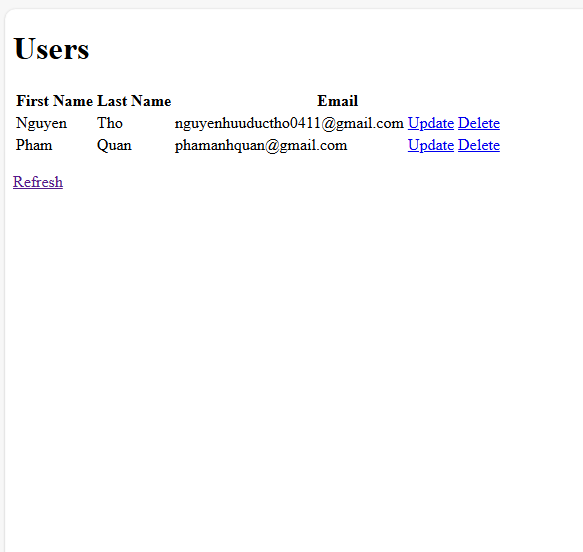 Users
First Name Last Name Email
Nguyen Tho nguyenhuuductho0411@gmail.com Update Delete
Pham Quan phamanhquan@gmail.com Update Delete
Refresh